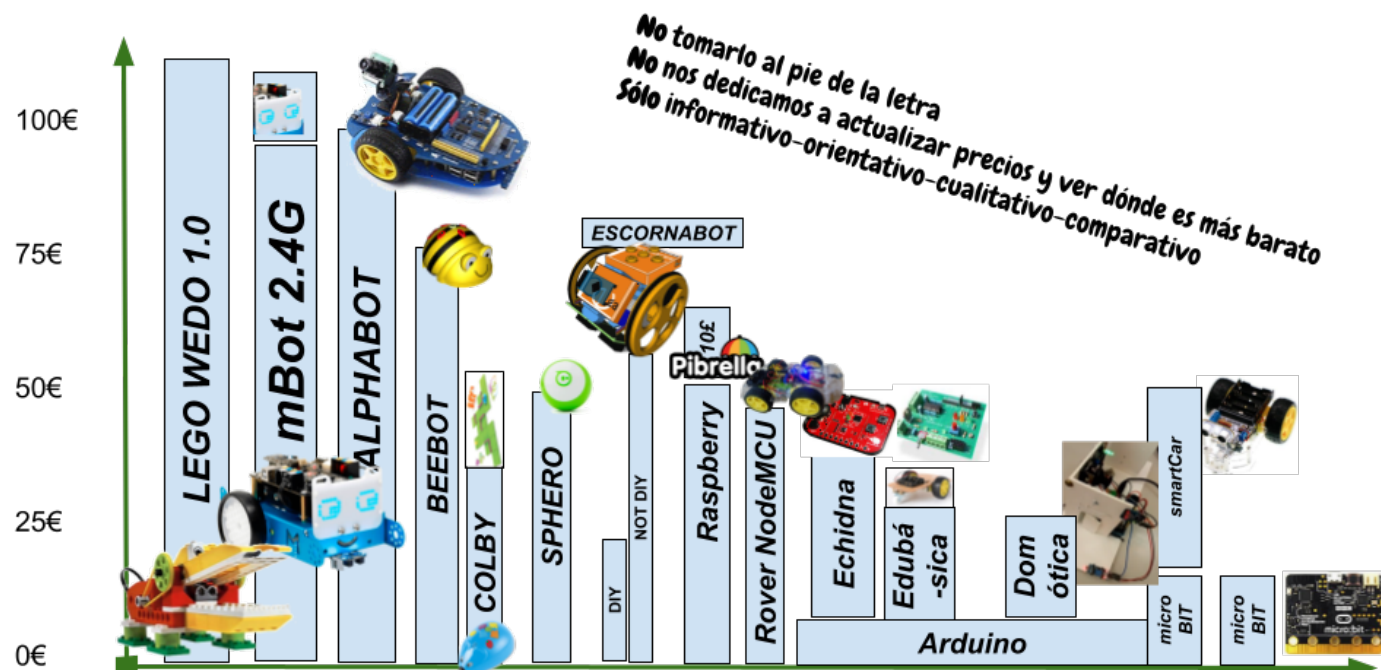 No tomarlo al pie de la letra
No nos dedicamos a actualizar precios y ver dónde es más barato
Sólo informativo-orientativo-cualitativo-comparativo
100€
75€
50€
25€
0€
LEGO WEDO 1.0
mBot 2.4G
ALPHABOT
BEEBOT
COLBY
SPHERO
ESCORNABOT
DIY
NOT DIY
10£
Pibrella
Raspberry
Rover NodeMCU
Echidna
Edubá
-sica
Dom
ótica
Arduino
smartCar
micro
BIT
micro
BIT
micro:bit